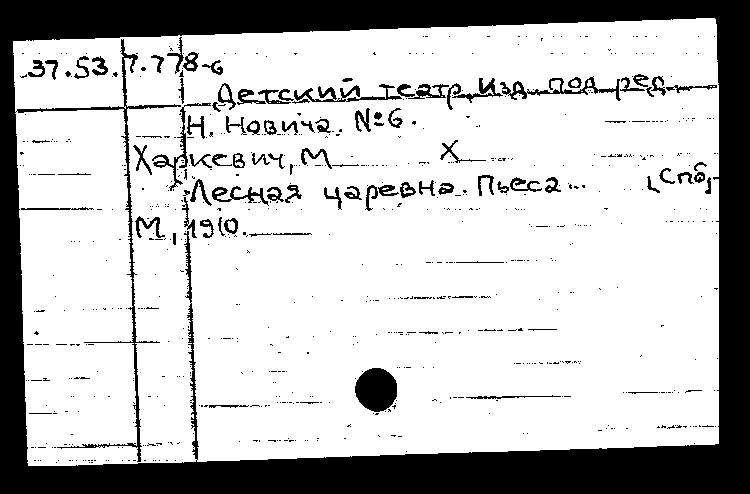 37.53.7.778-6
Детский театр. Изд. под ред.
Н. Новича. №6.
Харкевич, М X
Лесная царевна. Пьеса... [Спб,
М, 1910.